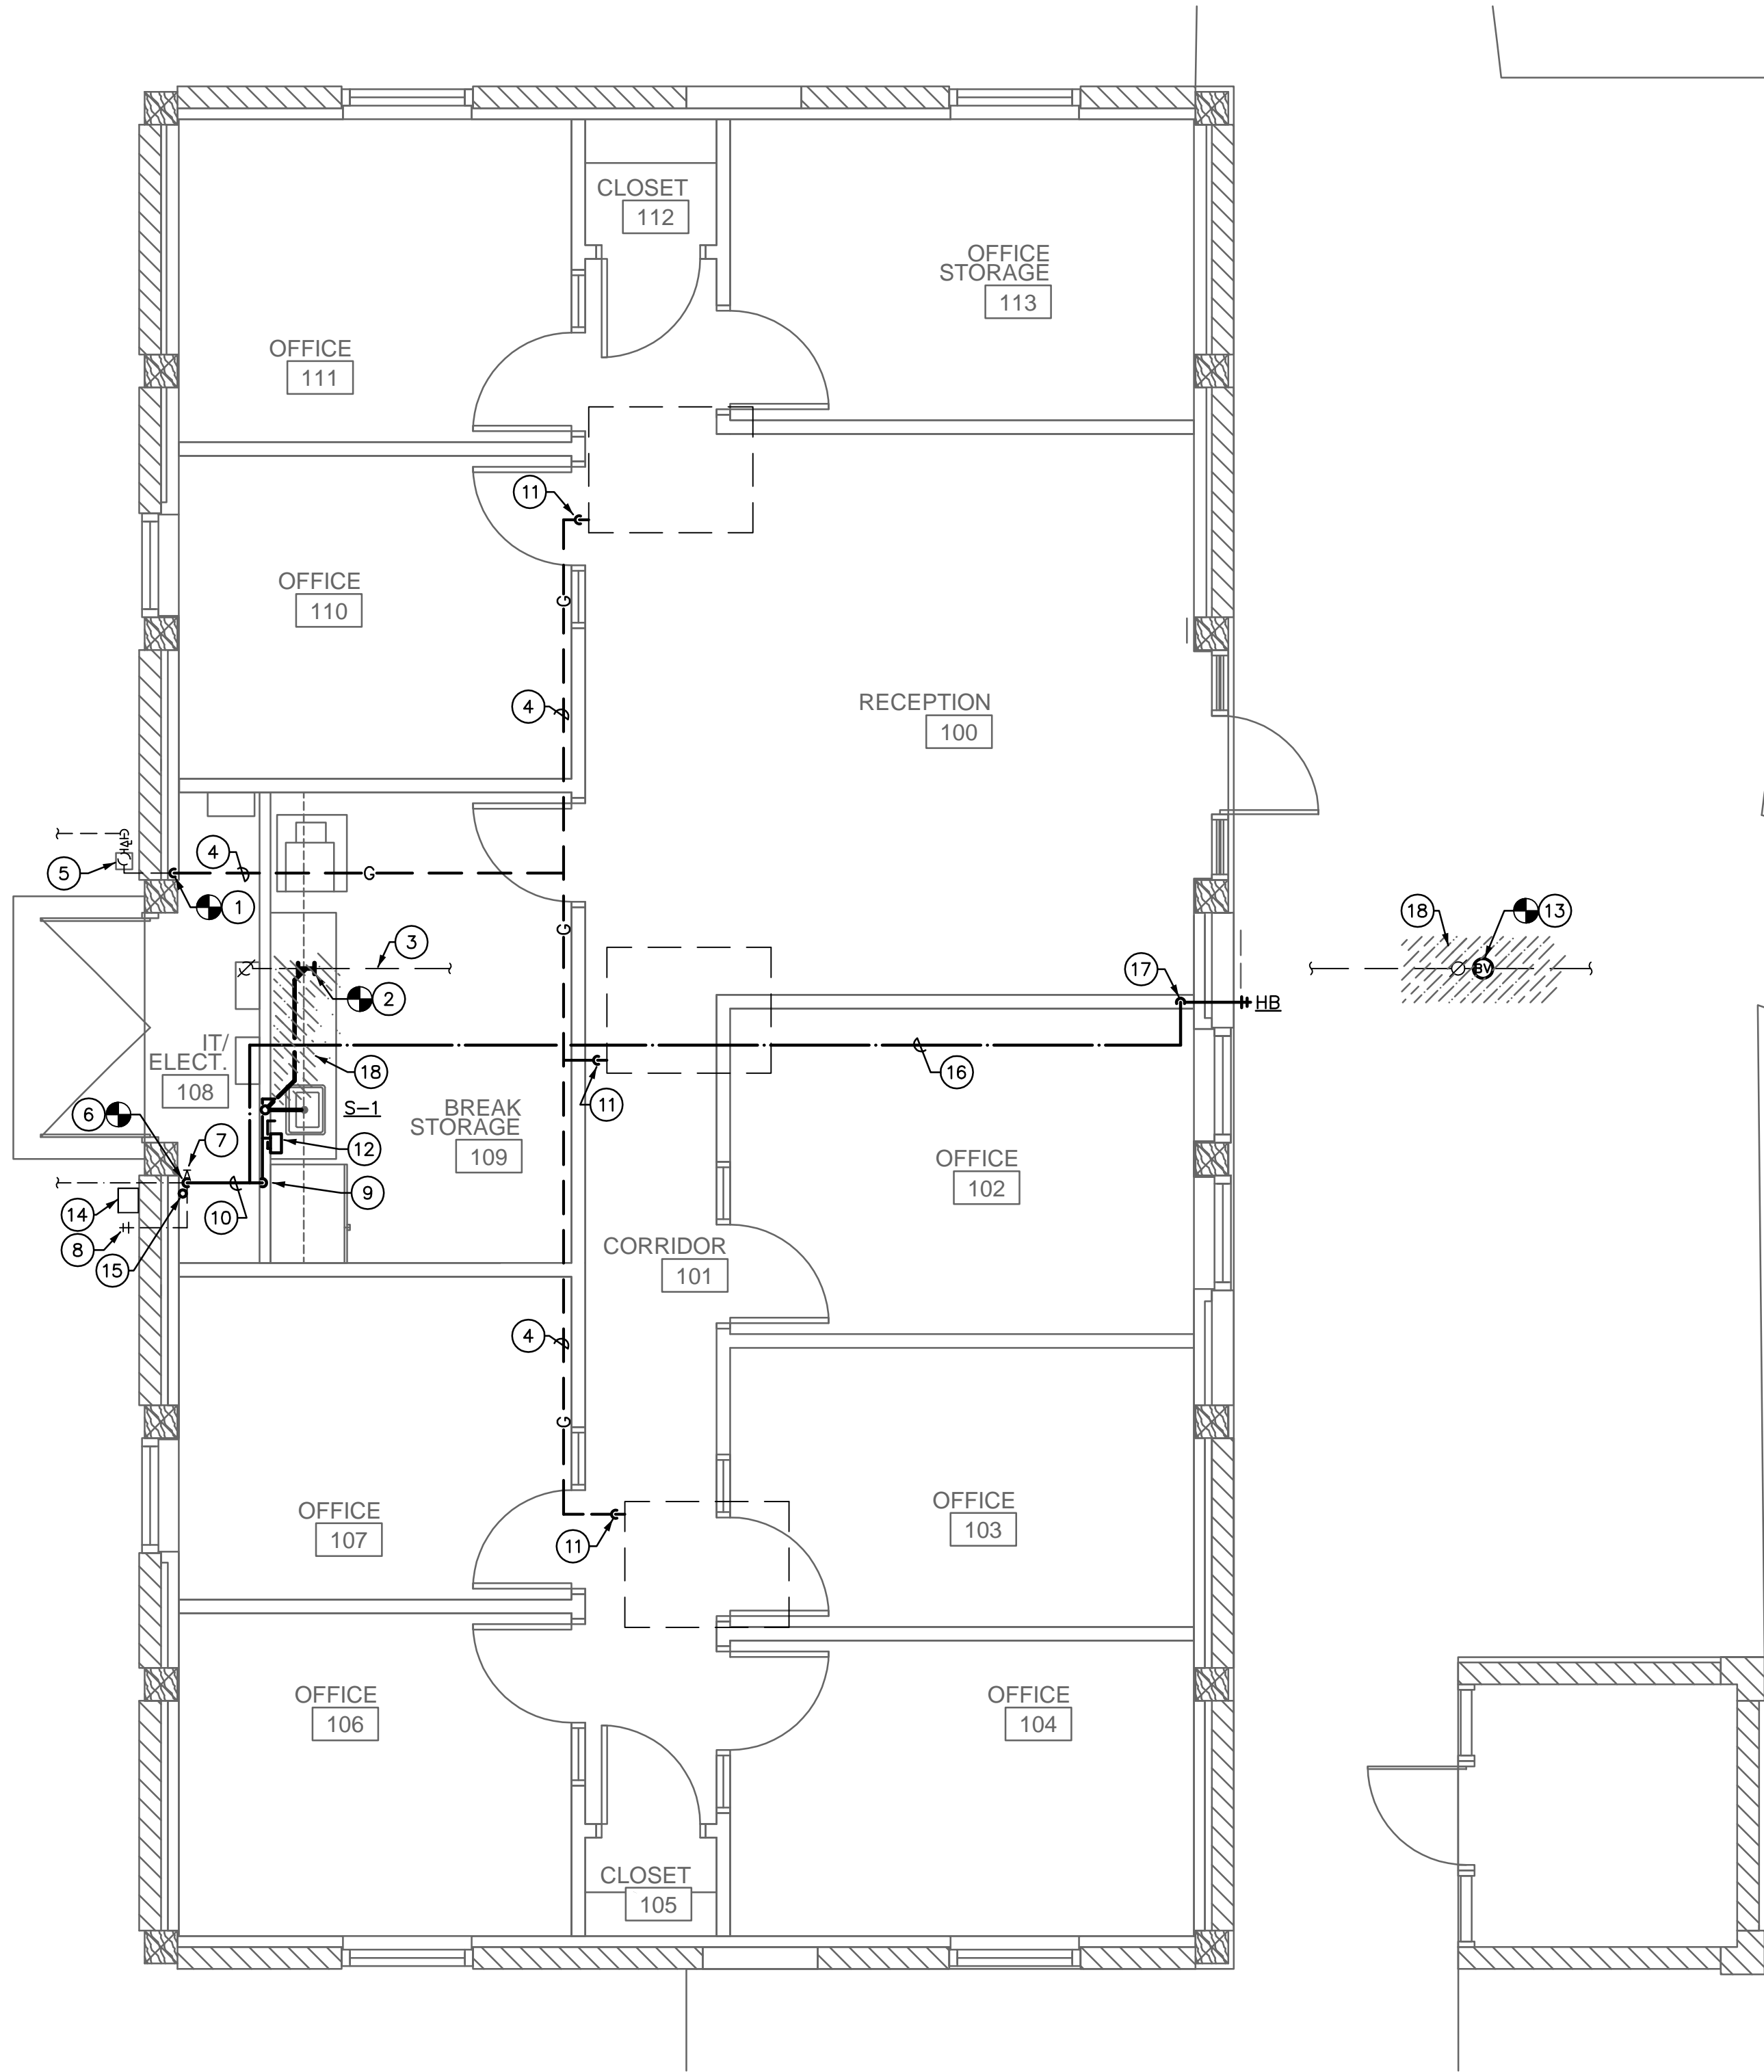 CLOSET
112
OFFICE
STORAGE
113
OFFICE
111
11
OFFICE
110
G
4
RECEPTION
100
G
4
5
G
1
18
13
BV
G
3
2
17
HB
IT/
ELECT.
108
18
16
11
S-1
BREAK
STORAGE
109
6
7
12
OFFICE
102
9
14
10
8
15
CORRIDOR
101
4
G
OFFICE
107
OFFICE
103
11
OFFICE
106
OFFICE
104
CLOSET
105